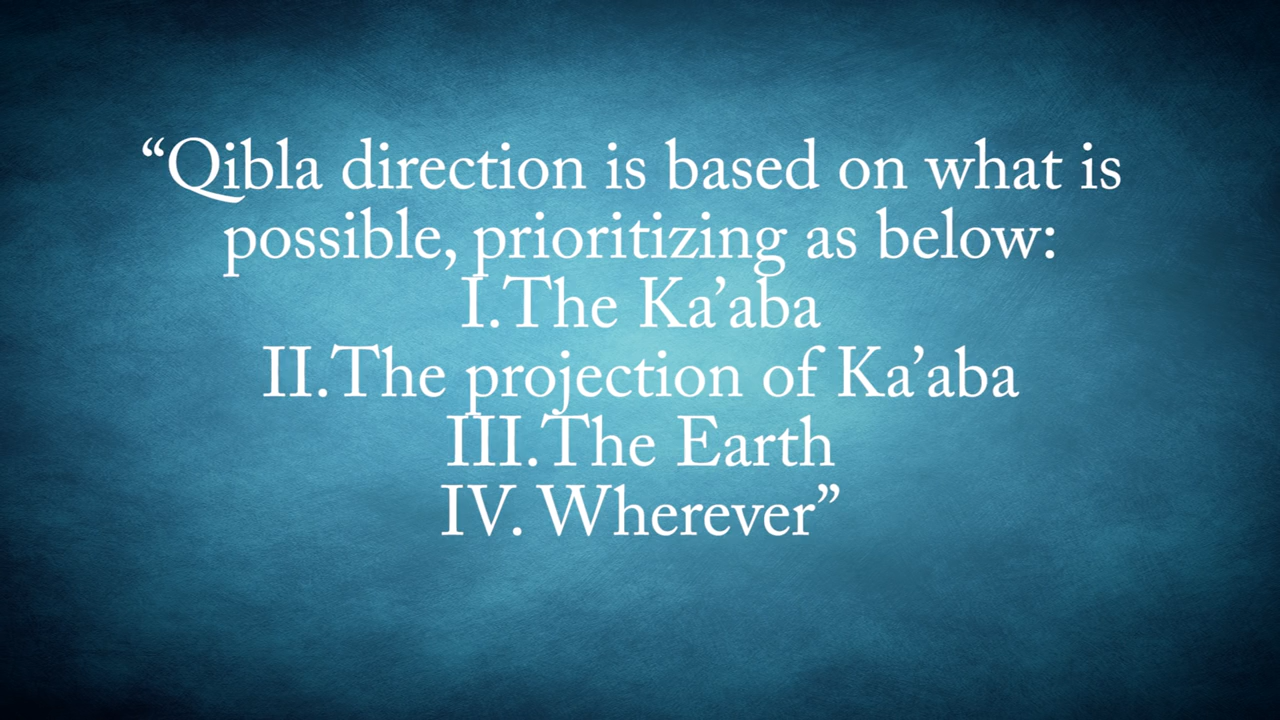 “Qibla direction is based on what is
possible, prioritizing as below:
I.The Ka’aba
II.The projection of Ka’aba
III.The Earth
IV. Wherever”